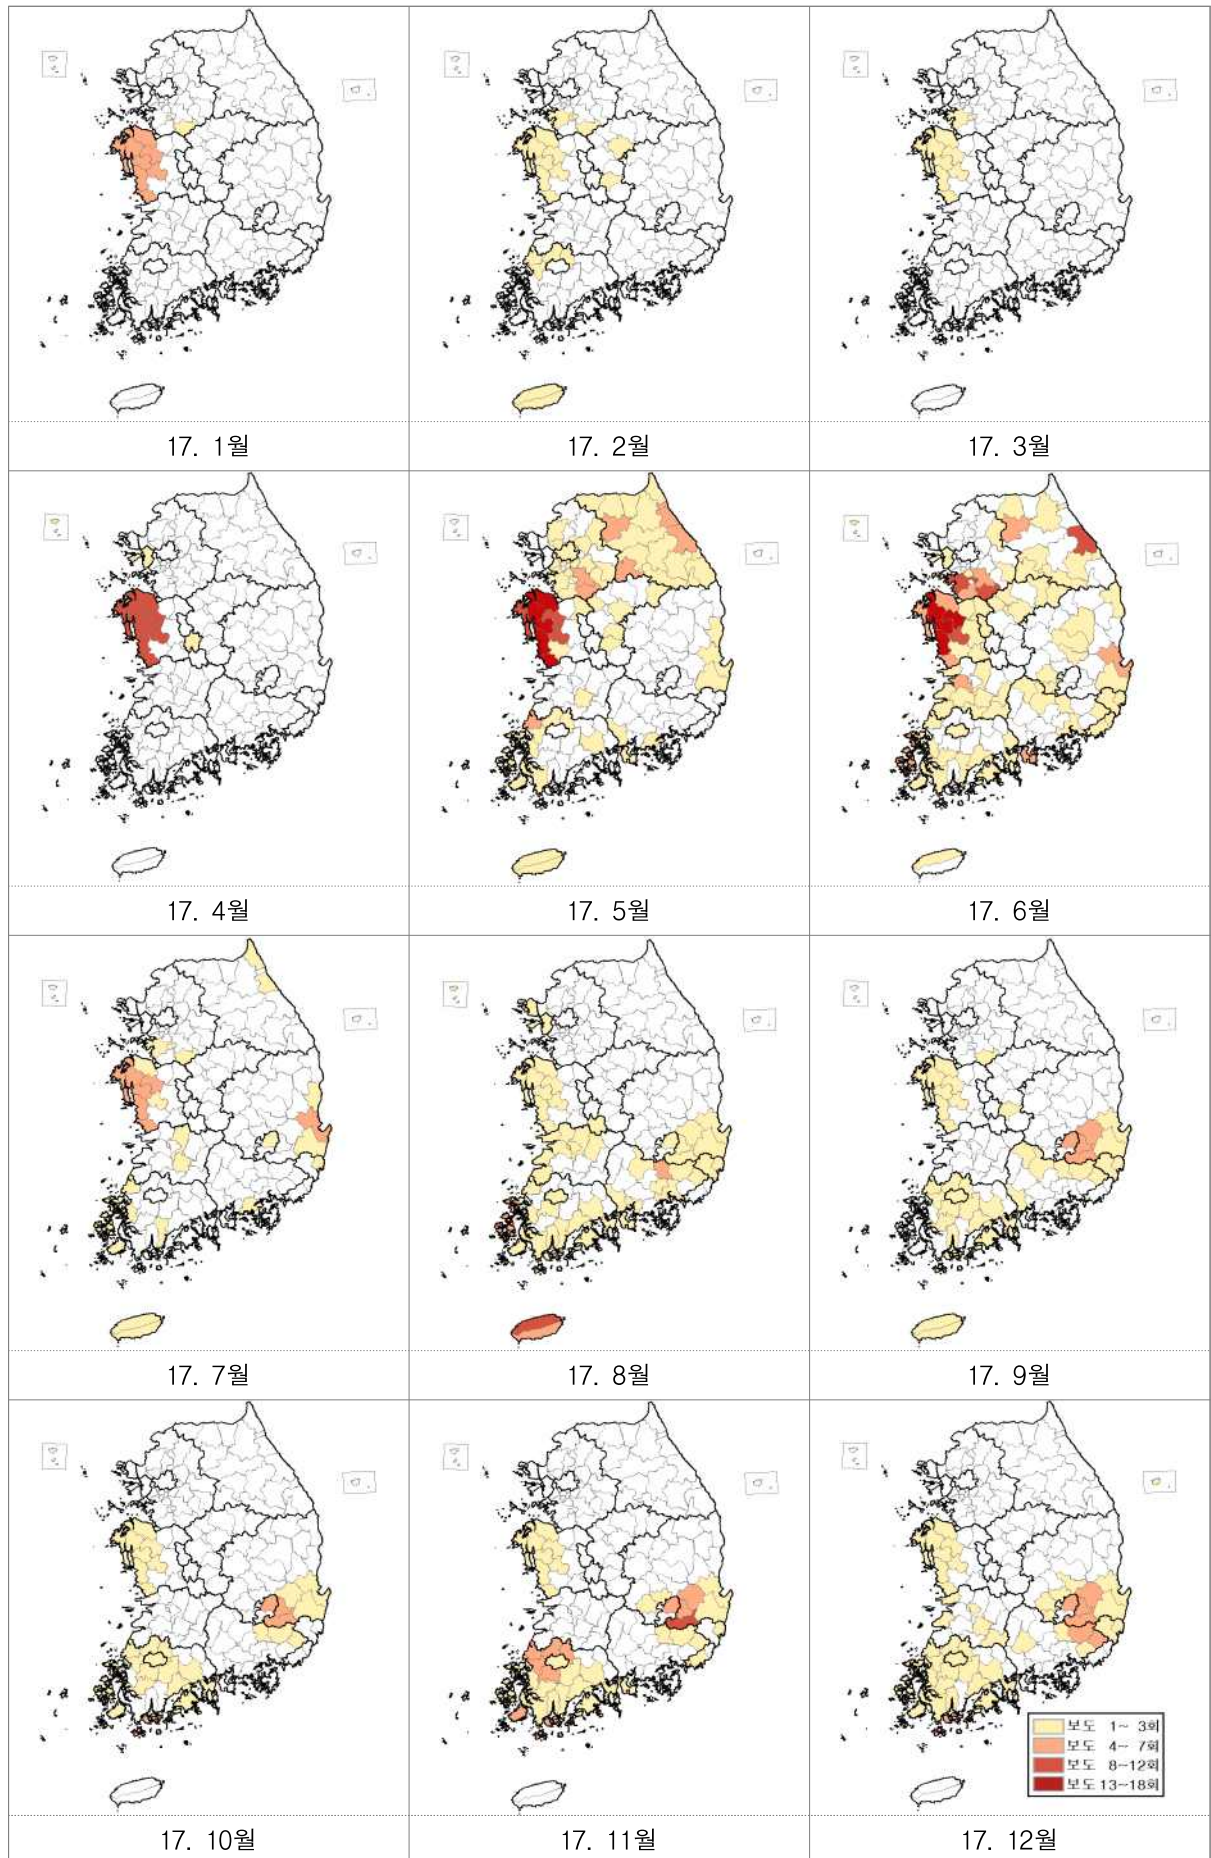 17. 1월
17. 2월
17. 3월
17. 4월
17. 5월
17. 6월
17. 7월
17. 8월
17. 9월
보도 1~ 3회
보도 4~ 7회
보도 8~12회
보도 13~18회
17. 10월
17. 11월
17. 12월